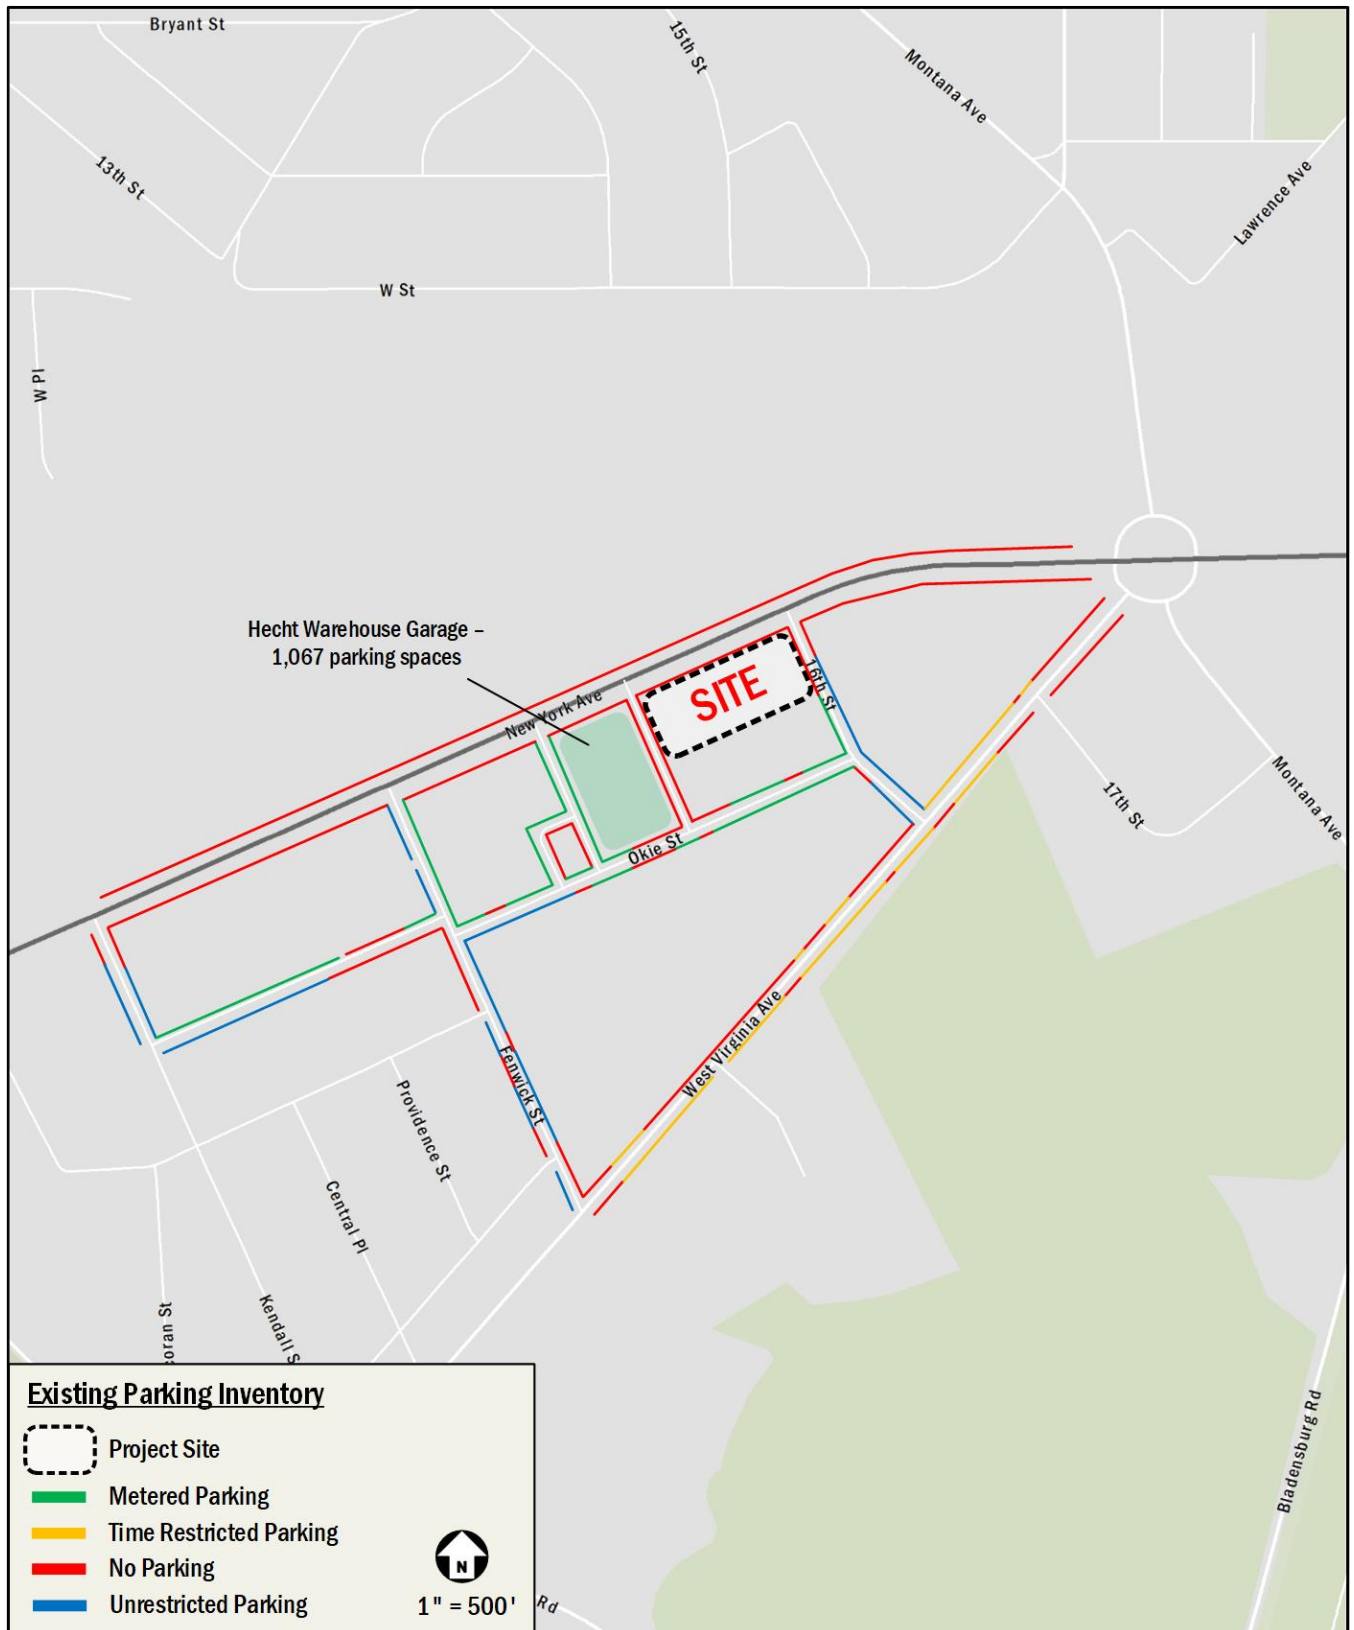 Bryant St
15th St
Montana Ave
13th St
Lawrence Ave
W St
W Pl
Hecht Warehouse Garage –
1,067 parking spaces
SITE
16th St
New York Ave
Okie St
17th St
Montana Ave
West Virginia Ave
Fenwick St
Providence St
Central Pl
Kendall S
coran St
Bladensburg Rd
Rd
Existing Parking Inventory
Project Site
Metered Parking
Time Restricted Parking
No Parking
Unrestricted Parking
N
1" = 500'